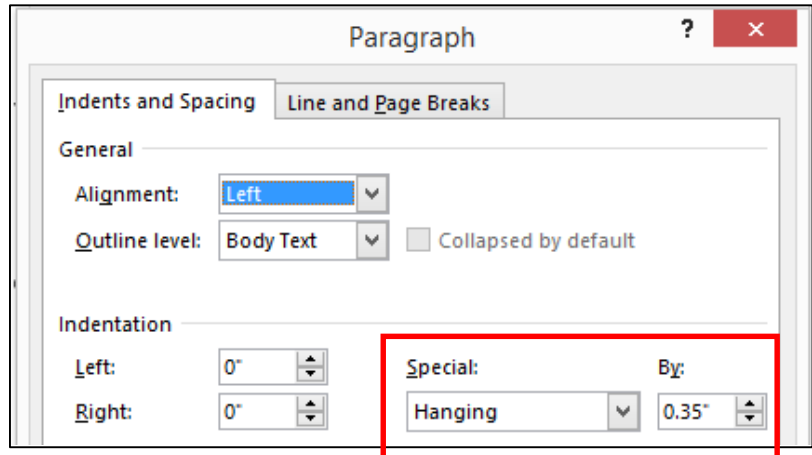 Paragraph ?
Indents and Spacing Line and Page Breaks
General
Alignment: Left
Outline level: Body Text Collapsed by default
Indentation
Left: 0" Special: By:
Right: 0" Hanging 0.35"